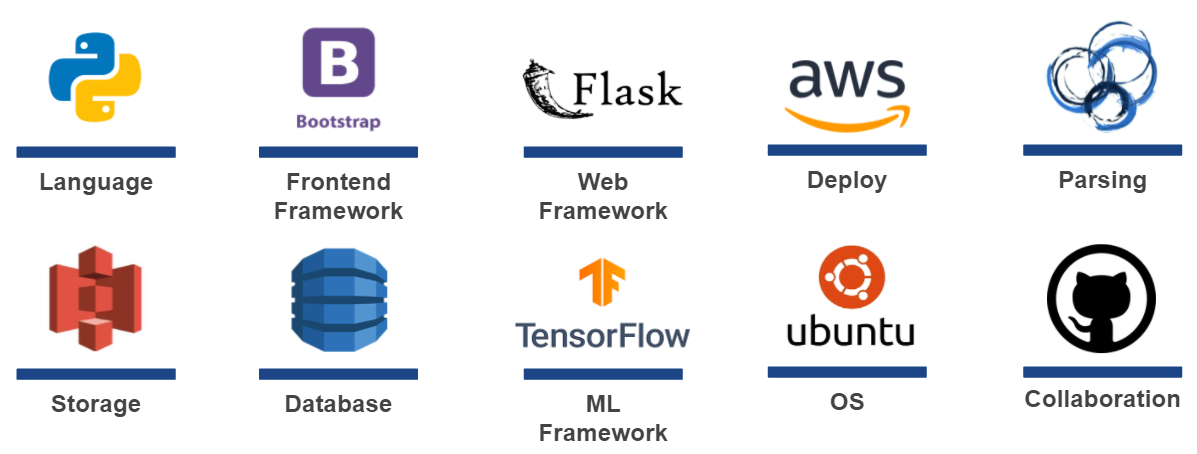 B
Bootstrap
Flask
aws
Language
Frontend
Framework
Web
Framework
Deploy
Parsing
TensorFlow
ubuntu
Storage
Database
ML
Framework
OS
Collaboration